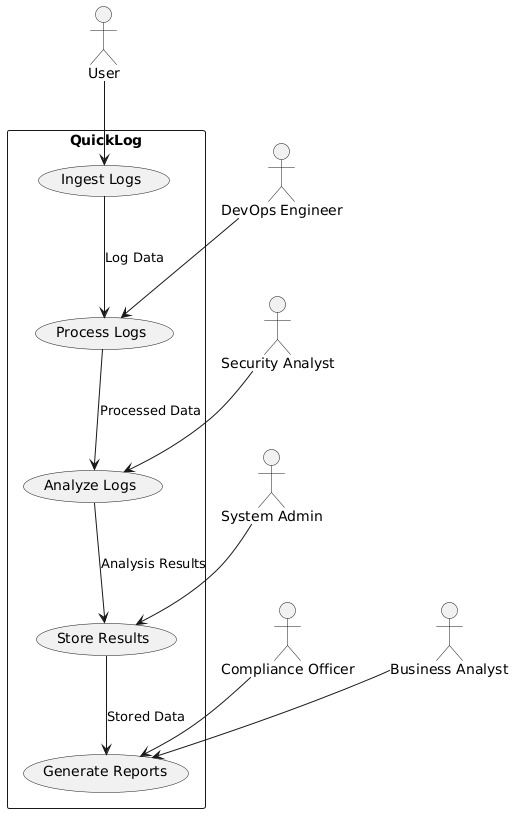 User
QuickLog
Ingest Logs
DevOps Engineer
Log Data
Process Logs
Security Analyst
Processed Data
Analyze Logs
System Admin
Analysis Results
Store Results
Compliance Officer
Business Analyst
Stored Data
Generate Reports